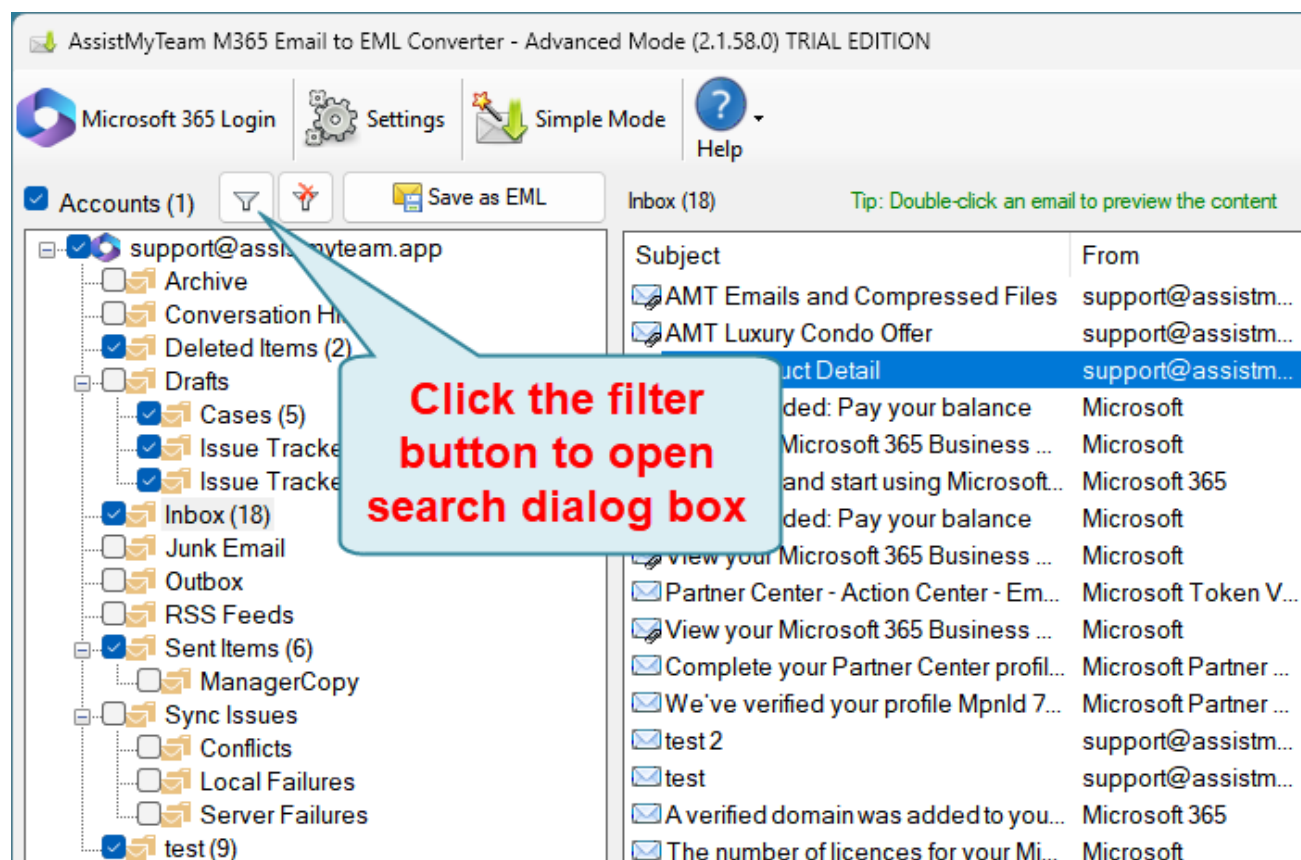 AssistMyTeam M365 Email to EML Converter - Advanced Mode (2.1.58.0) TRIAL EDITION
Microsoft 365 Login
Settings
Simple Mode
Help
Accounts (1)
Save as EML
Inbox (18)
Tip: Double-click an email to preview the content
support@assistmyteam.app
Archive
Conversation
Deleted Items (2)
Drafts
Cases (5)
Issue
Issue
Inbox (18)
Junk Email
Outbox
RSS Feeds
Sent Items (6)
ManagerCopy
Sync Issues
Conflicts
Local Failures
Server Failures
test (9)
Click the filter
button to open
search dialog box
Subject From
AMT Emails and Compressed Files support@assistm...
AMT Luxury Condo Offer support@assistm...
Detail support@assistm...
Pay your balance Microsoft
Microsoft 365 Business ... Microsoft
and start using Microsoft... Microsoft 365
Pay your balance Microsoft
View your Microsoft 365 Business ... Microsoft
Partner Center - Action Center - Em... Microsoft Token V...
View your Microsoft 365 Business ... Microsoft
Complete your Partner Center profil... Microsoft Partner ...
We've verified your profile MpnId 7... Microsoft Partner ...
test 2 support@assistm...
test support@assistm...
A verified domain was added to you... Microsoft 365
The number of licences for your Mi... Microsoft